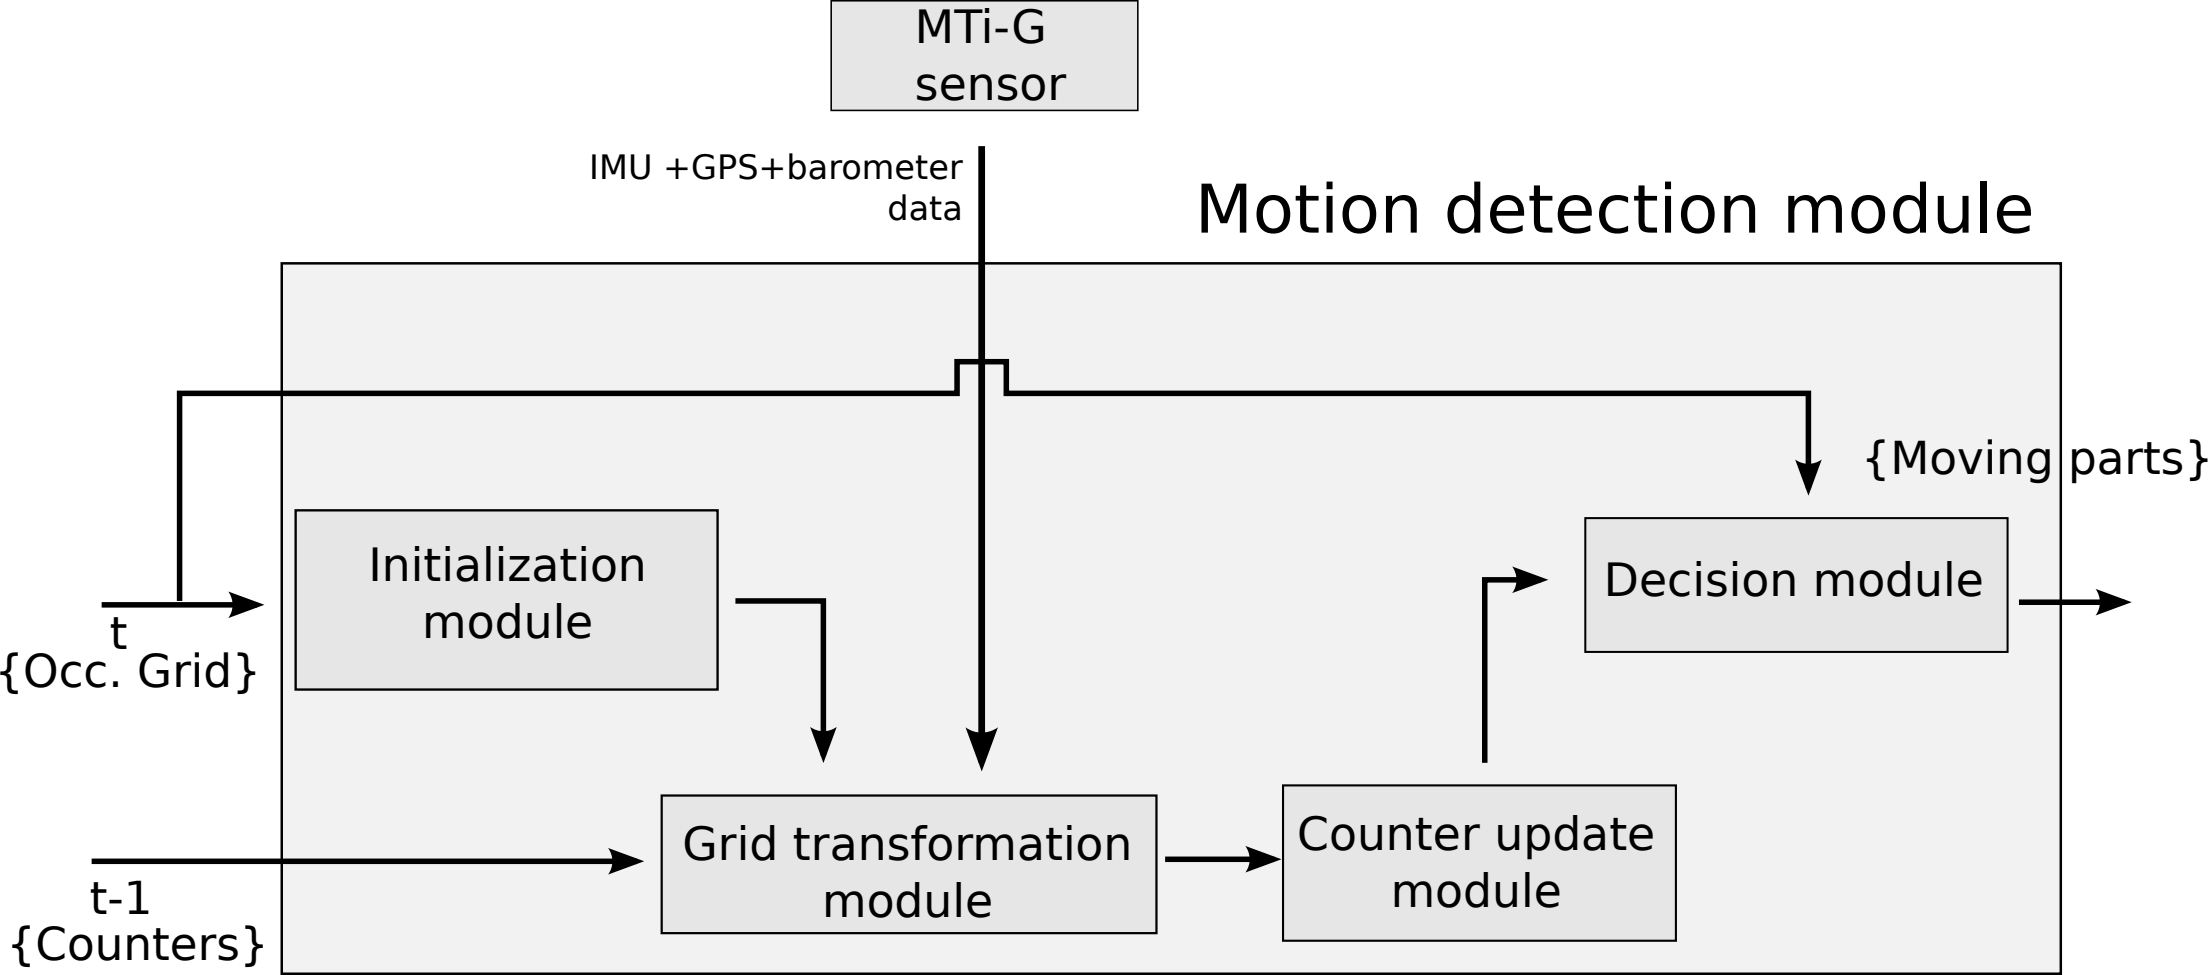 MTi-G
sensor
IMU +GPS+barometer
data
Motion detection module
{Moving parts}
Initialization
module
Decision module
t
{Occ. Grid}
Grid transformation
module
Counter update
module
t-1
{Counters}